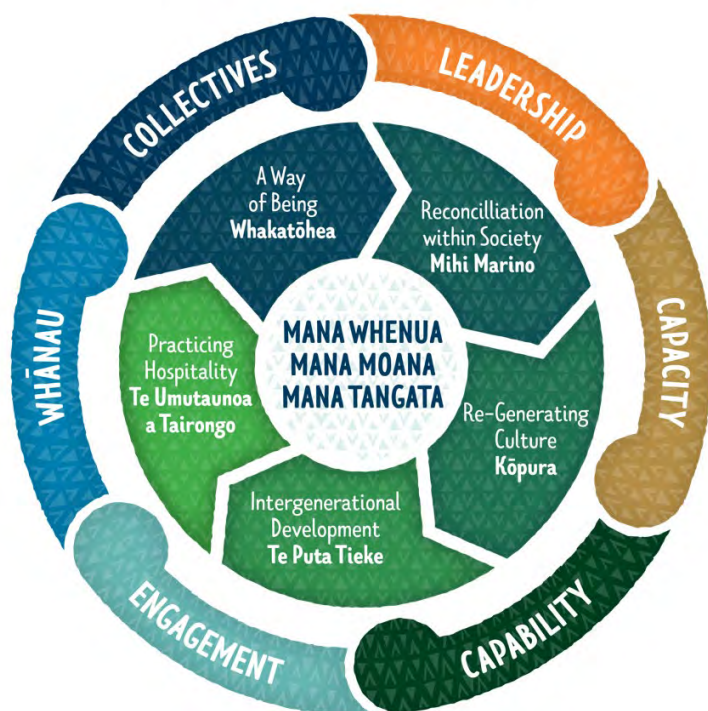 COLLECTIVES
LEADERSHIP
CAPACITY
CAPABILITY
ENGAGEMENT
WHĀNAU
A Way
of Being
Whakatōhea
Reconcilliation
within Society
Mihi Marino
Re-Generating
Culture
Kōpura
Intergenerational
Development
Te Puta Tieke
Practicing
Hospitality
Te Umutaunoa
a Tairongo
MANA WHENUA
MANA MOANA
MANA TANGATA